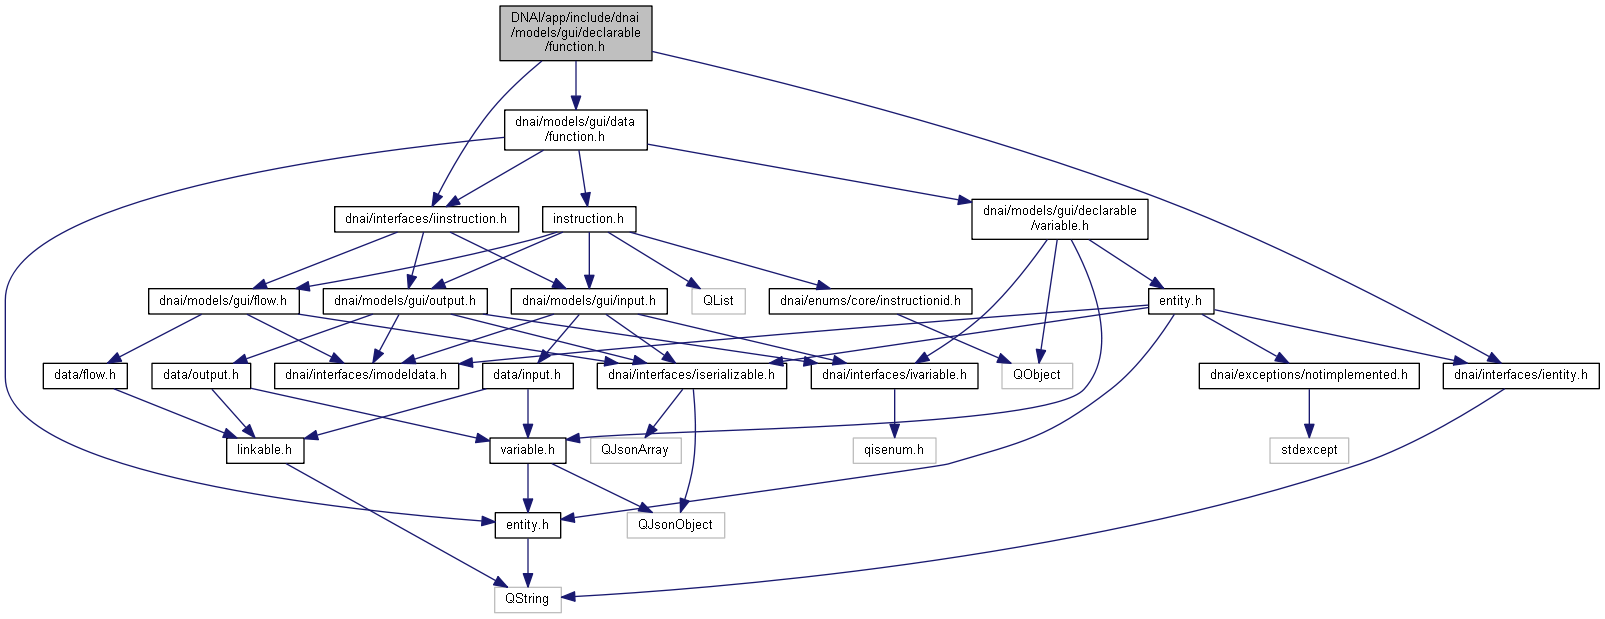 DNAI/app/include/dnai
/models/gui/declarable
/function.h
dnai/models/gui/data
/function.h
dnai/interfaces/iinstruction.h
instruction.h
dnai/models/gui/declarable
/variable.h
dnai/models/gui/flow.h
dnai/models/gui/output.h
dnai/models/gui/input.h
QList
dnai/enums/core/instructionid.h
entity.h
data/flow.h
data/output.h
dnai/interfaces/imodeldata.h
data/input.h
dnai/interfaces/iserializable.h
dnai/interfaces/ivariable.h
QObject
dnai/exceptions/notimplemented.h
dnai/interfaces/ientity.h
linkable.h
variable.h
QJsonArray
qisenum.h
stdexcept
entity.h
QJsonObject
QString